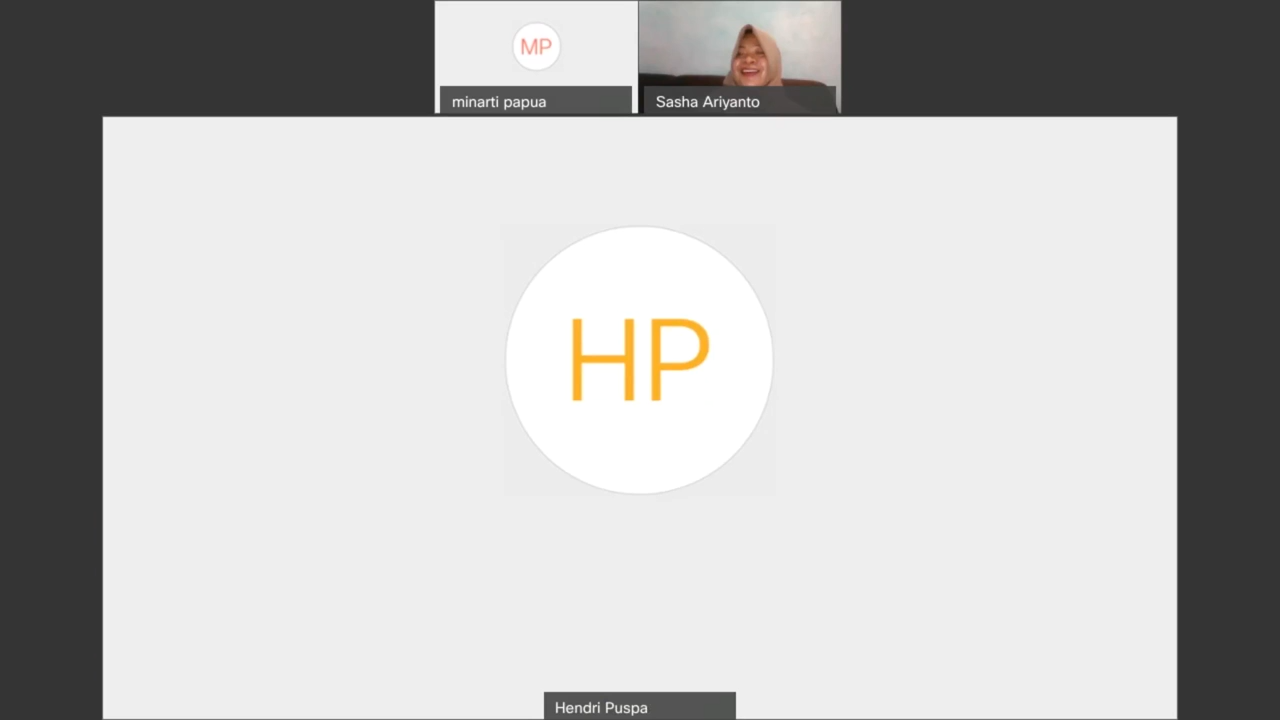 MP
minarti papua
Sasha Ariyanto
HP
Hendri Puspa